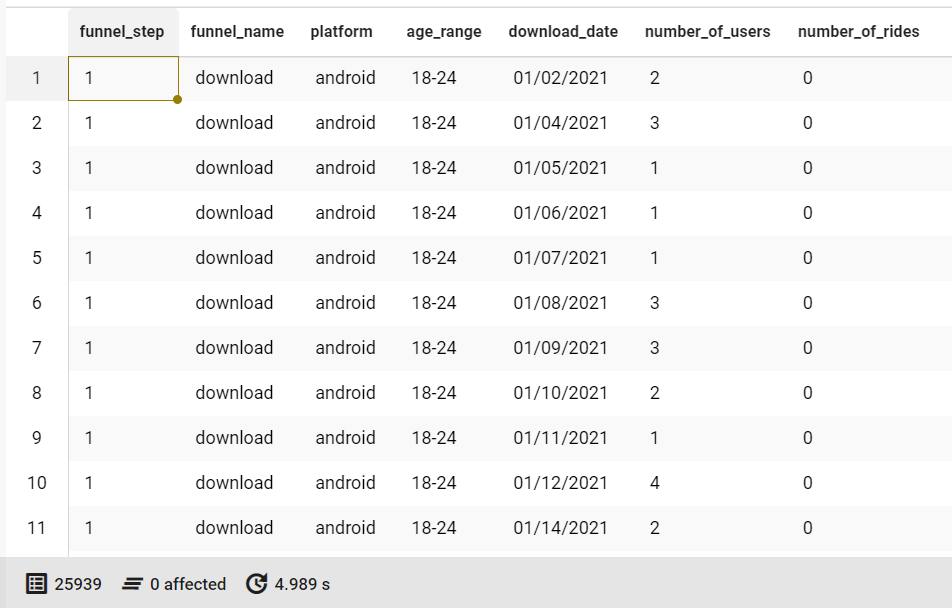 funnel_step funnel_name platform age_range download_date number_of_users number_of_rides
1 1 download android 18-24 01/02/2021 2 0
2 1 download android 18-24 01/04/2021 3 0
3 1 download android 18-24 01/05/2021 1 0
4 1 download android 18-24 01/06/2021 1 0
5 1 download android 18-24 01/07/2021 1 0
6 1 download android 18-24 01/08/2021 3 0
7 1 download android 18-24 01/09/2021 3 0
8 1 download android 18-24 01/10/2021 2 0
9 1 download android 18-24 01/11/2021 1 0
10 1 download android 18-24 01/12/2021 4 0
11 1 download android 18-24 01/14/2021 2 0
25939 0 affected 4.989 s